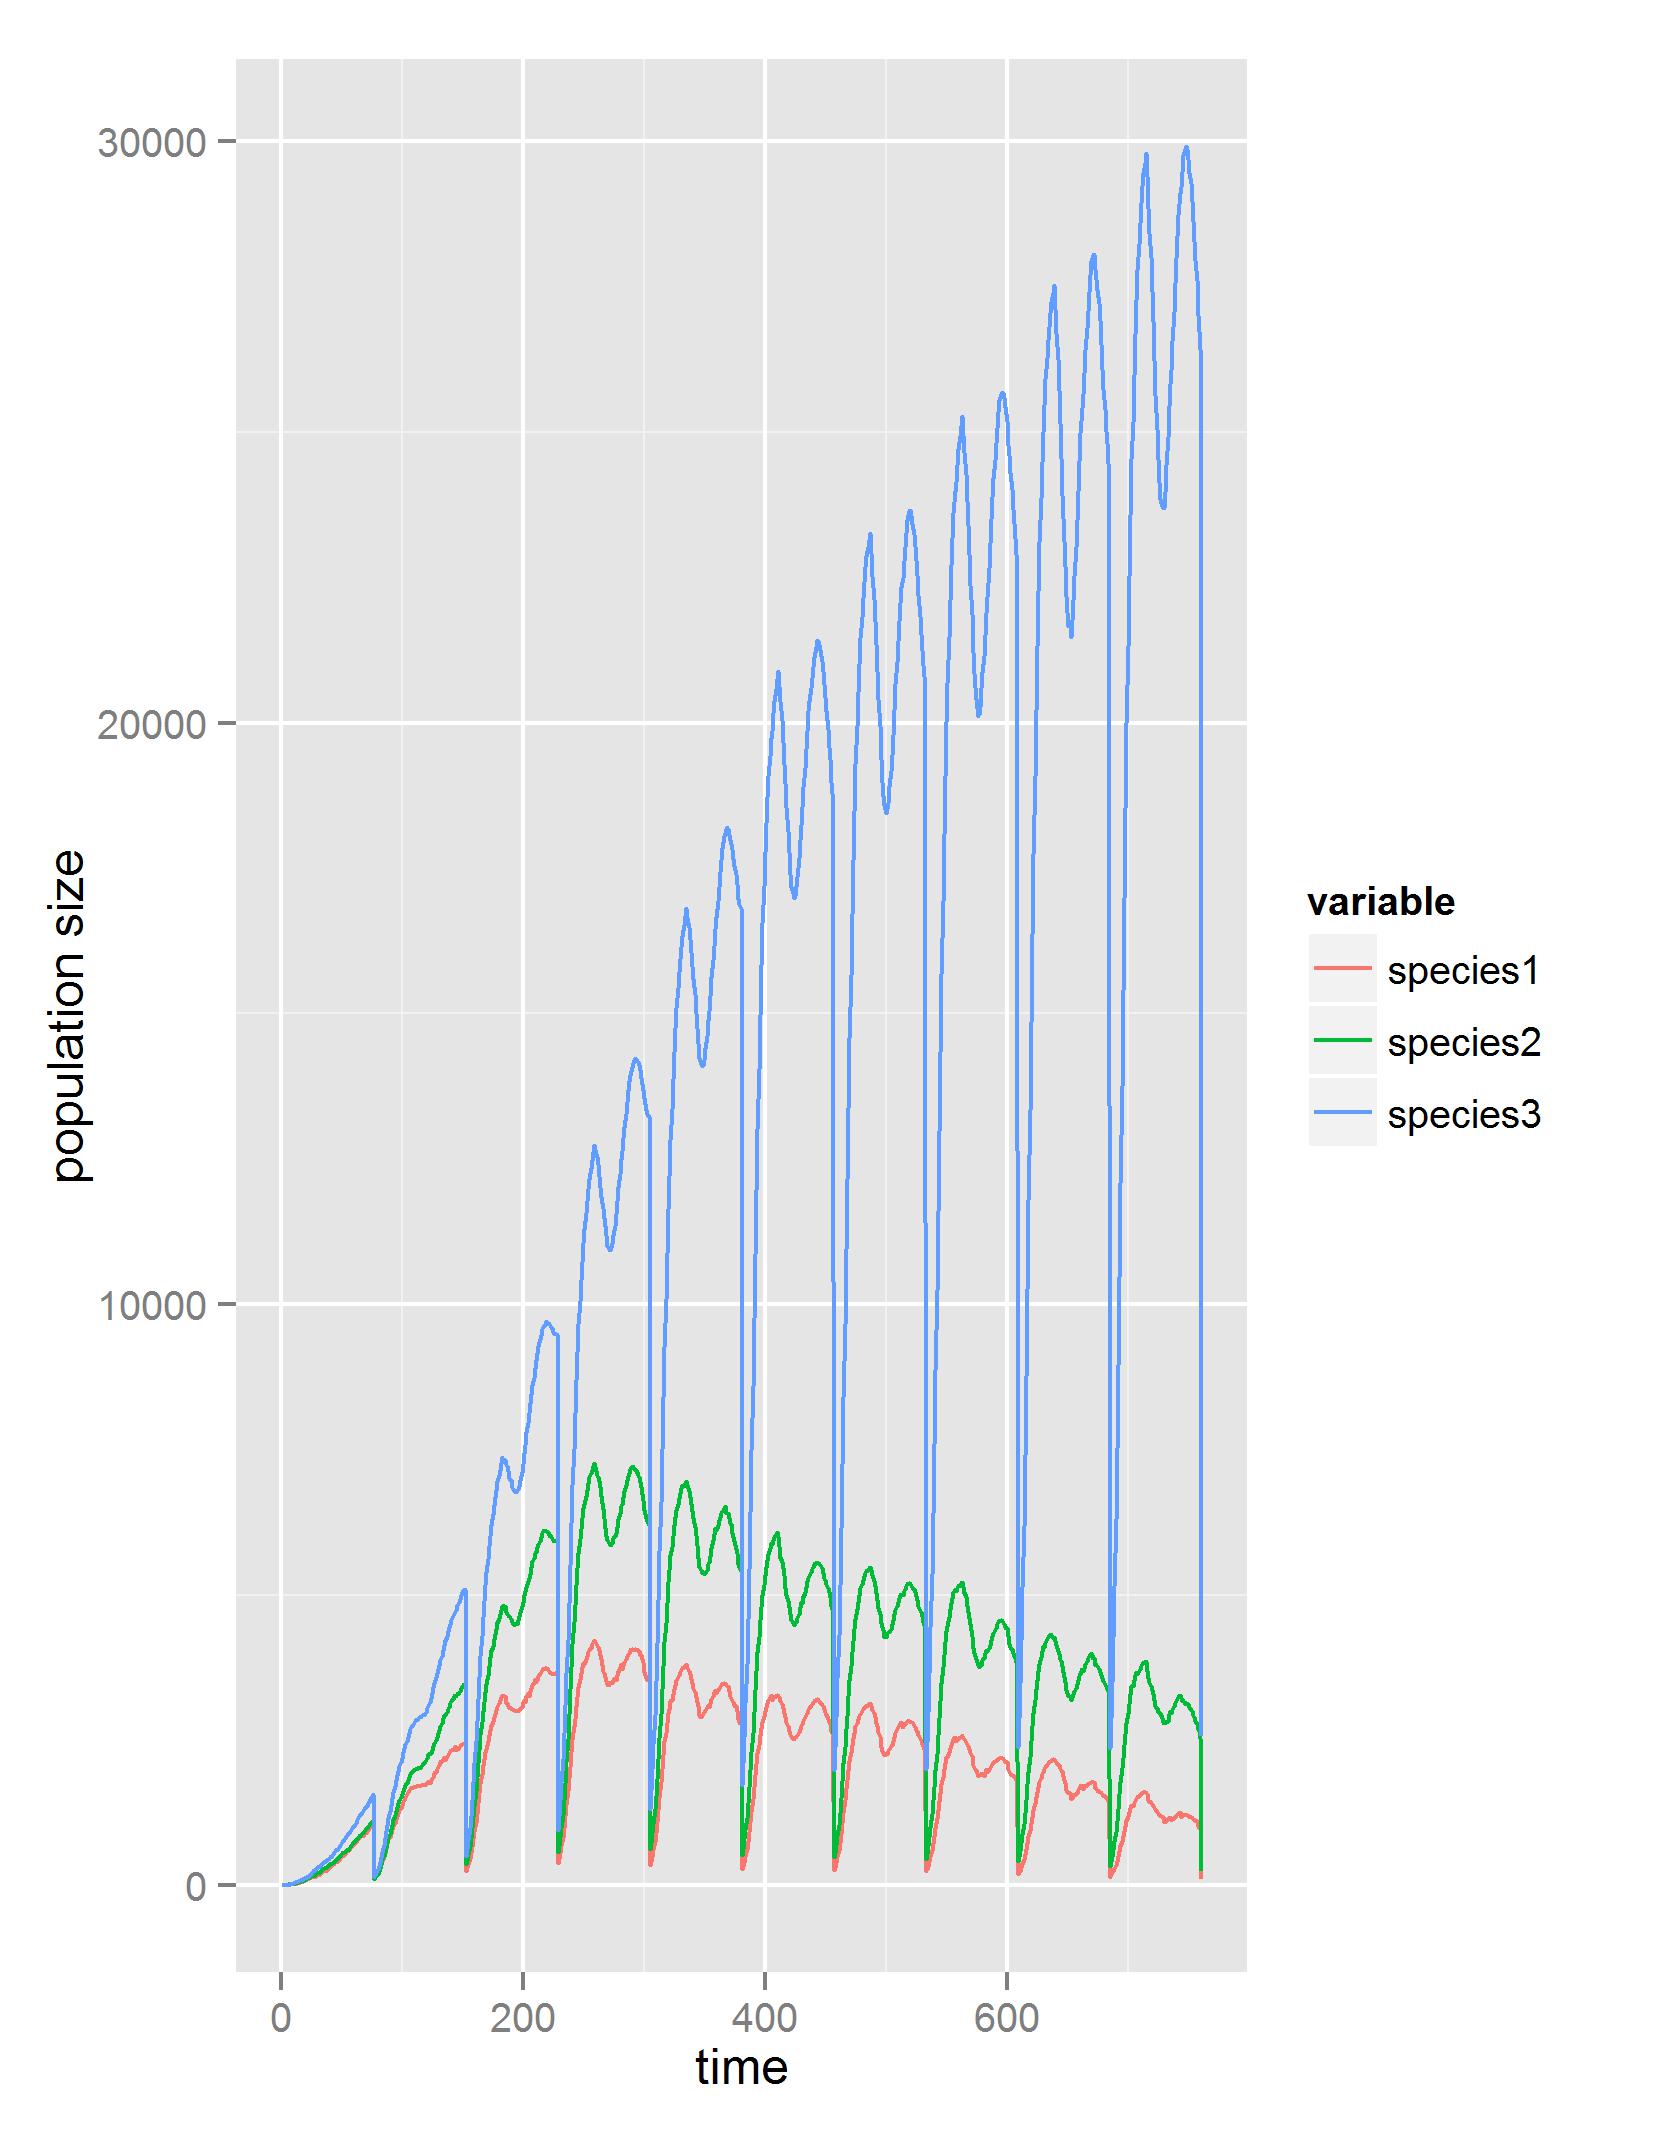 30000
20000
10000
0
population size
0 200 400 600
time
variable
species1
species2
species3